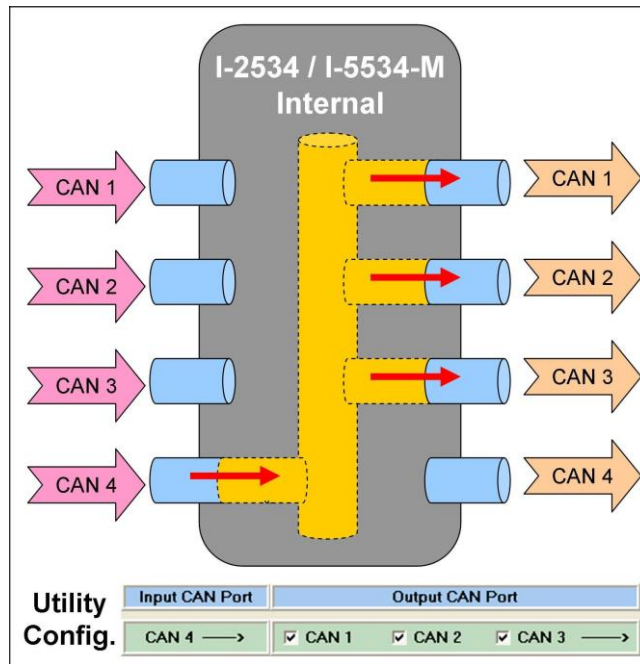 I-2534 / I-5534-M
Internal
CAN 1
CAN 1
CAN 2
CAN 2
CAN 3
CAN 3
CAN 4
CAN 4
Utility
Config.
Input CAN Port
Output CAN Port
CAN 4
CAN 1
CAN 2
CAN 3